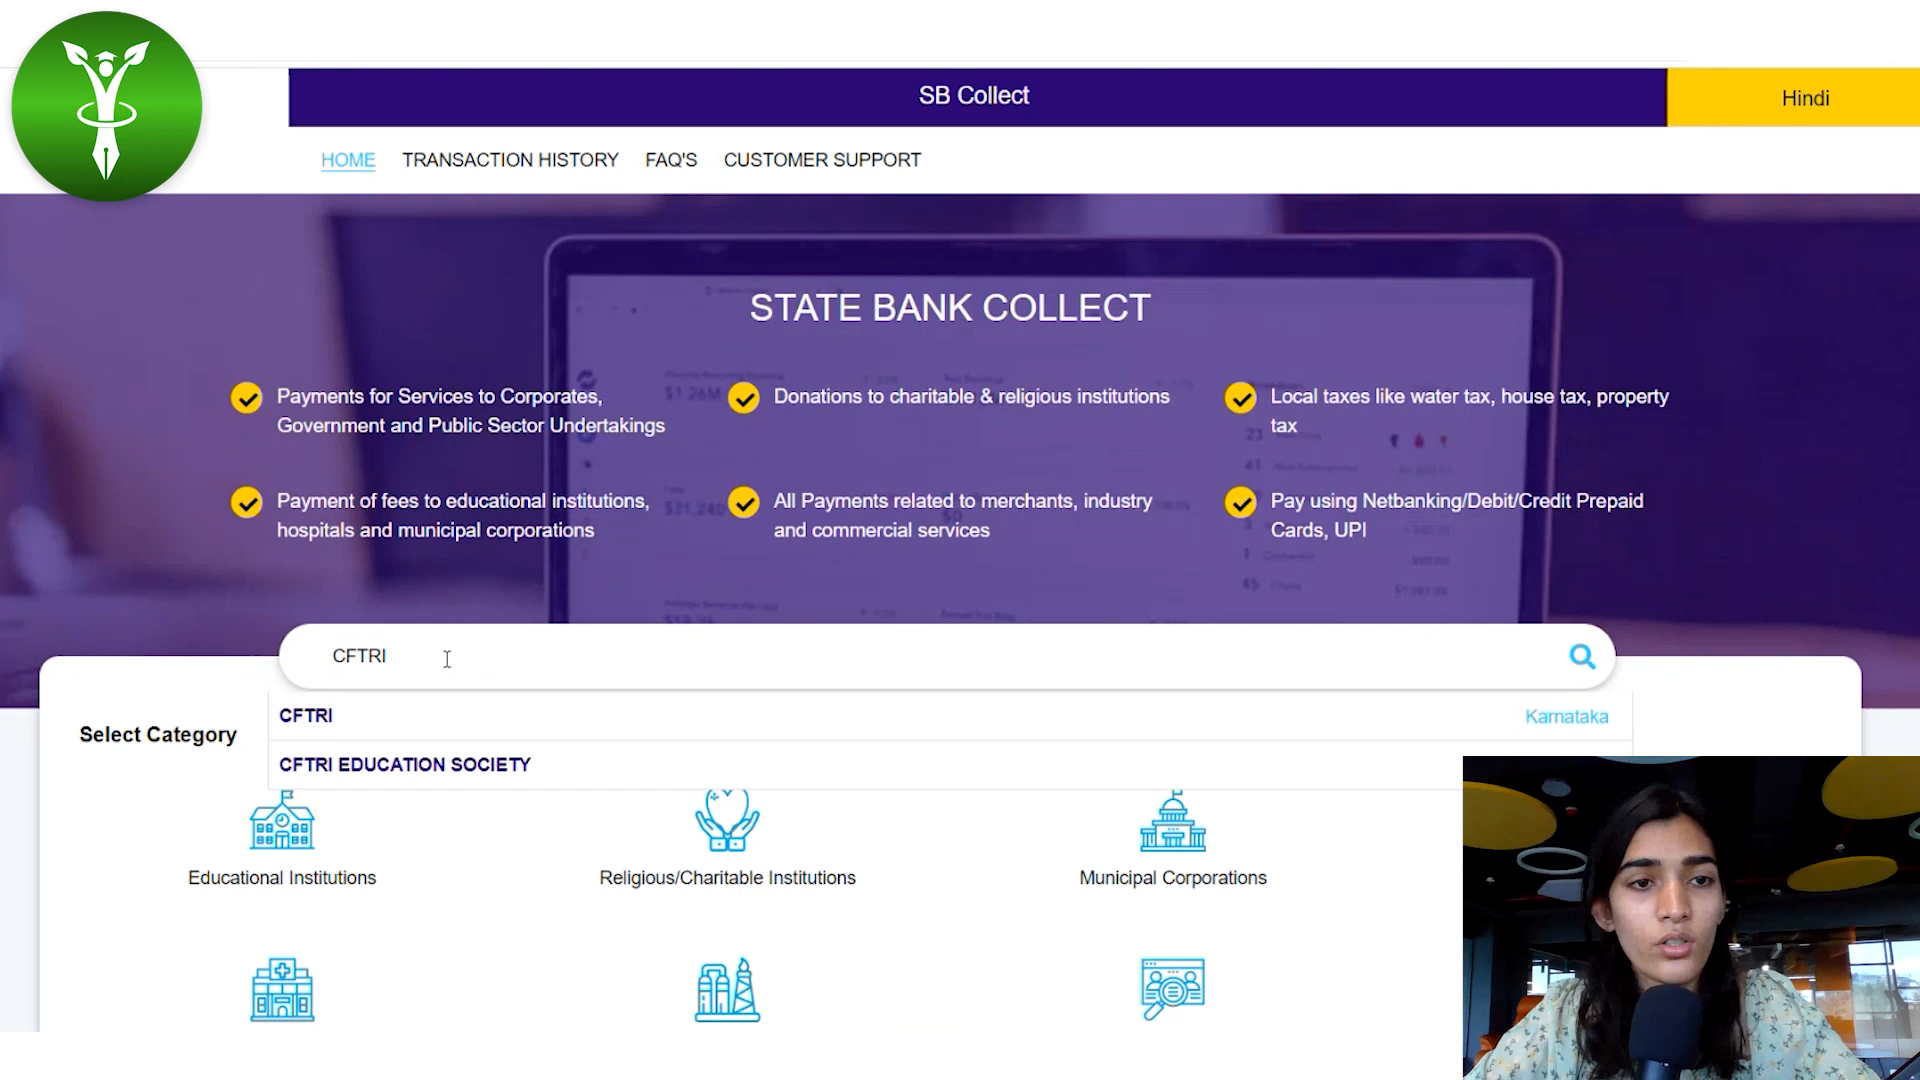 SB Collect
Hindi
HOME TRANSACTION HISTORY FAQ'S CUSTOMER SUPPORT
STATE BANK COLLECT
Payments for Services to Corporates,
Government and Public Sector Undertakings
Donations to charitable & religious institutions
Local taxes like water tax, house tax, property
tax
Payment of fees to educational institutions,
hospitals and municipal corporations
All Payments related to merchants, industry
and commercial services
Pay using Netbanking/Debit/Credit Prepaid
Cards, UPI
CFTRI
CFTRI Karnataka
Select Category
CFTRI EDUCATION SOCIETY
Educational Institutions
Religious/Charitable Institutions
Municipal Corporations